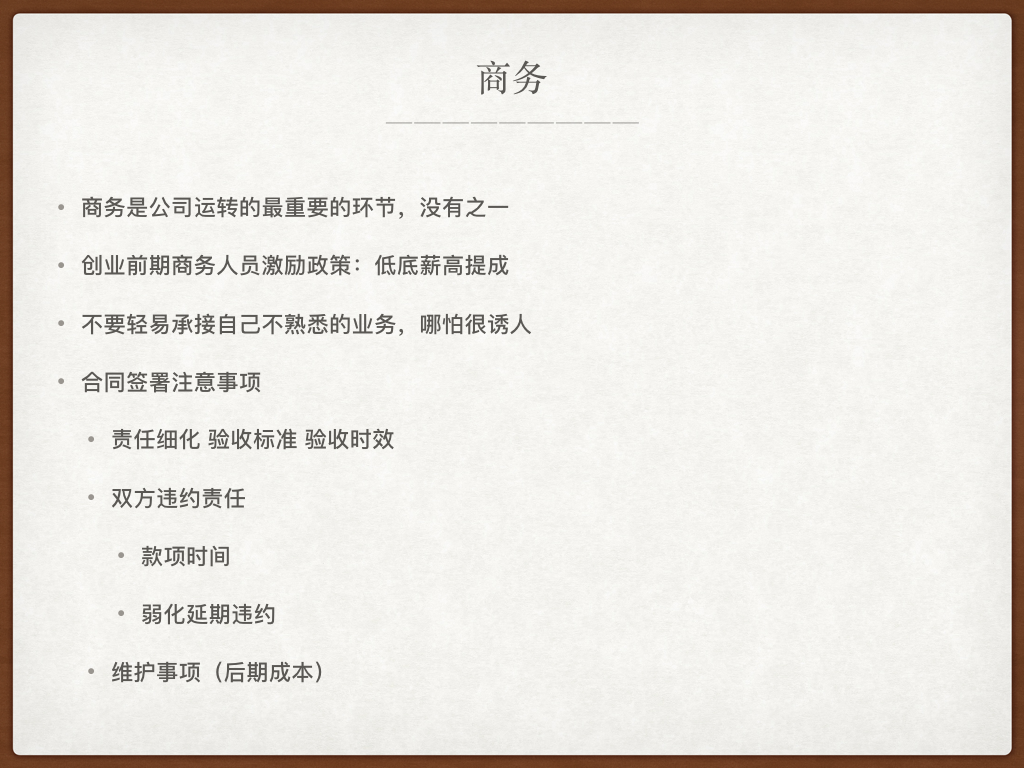 商务
商务是公司运转的最重要的环节，没有之一
创业前期商务人员激励政策：低底薪高提成
不要轻易承接自己不熟悉的业务，哪怕很诱人
合同签署注意事项
责任细化 验收标准 验收时效
双方违约责任
款项时间
弱化延期违约
维护事项（后期成本）